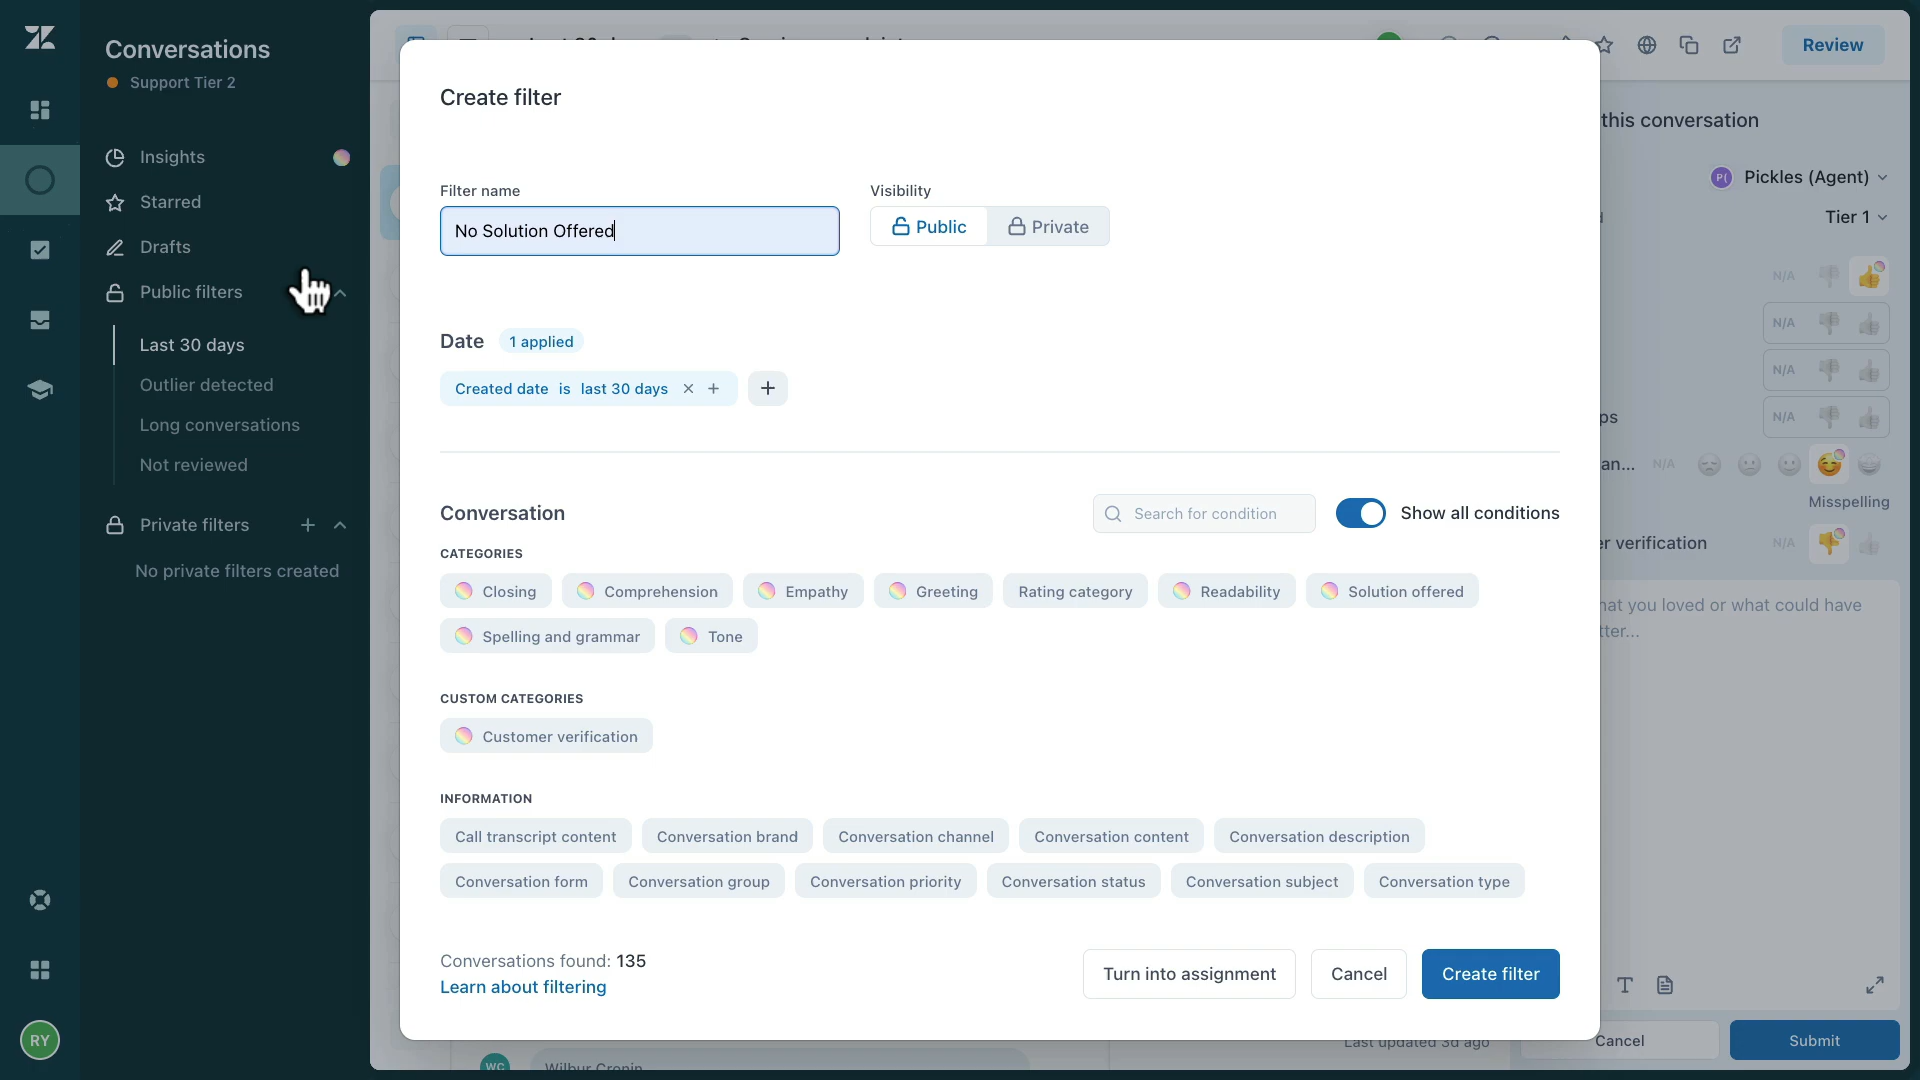 Conversations
Support Tier 2
Insights
Starred
Drafts
Public filters
Last 30 days
Outlier detected
Long conversations
Not reviewed
Private filters
No private filters created
RY
Review
Create filter
Filter name
No Solution Offered
Visibility
Public
Private
Date
1 applied
Created date is last 30 days
Conversation
Search for condition
Show all conditions
CATEGORIES
Closing
Comprehension
Empathy
Greeting
Rating category
Readability
Solution offered
Spelling and grammar
Tone
CUSTOM CATEGORIES
Customer verification
INFORMATION
Call transcript content
Conversation brand
Conversation channel
Conversation content
Conversation description
Conversation form
Conversation group
Conversation priority
Conversation status
Conversation subject
Conversation type
Conversations found: 135
Learn about filtering
Turn into assignment
Cancel
Create filter
this conversation
P(
Pickles (Agent)
Tier 1
N/A
N/A
N/A
ps
N/A
an...
N/A
Misspelling
er verification
N/A
hat you loved or what could have
tter...
Last updated 3d ago
Cancel
Submit
WC
Wilbur Cronin